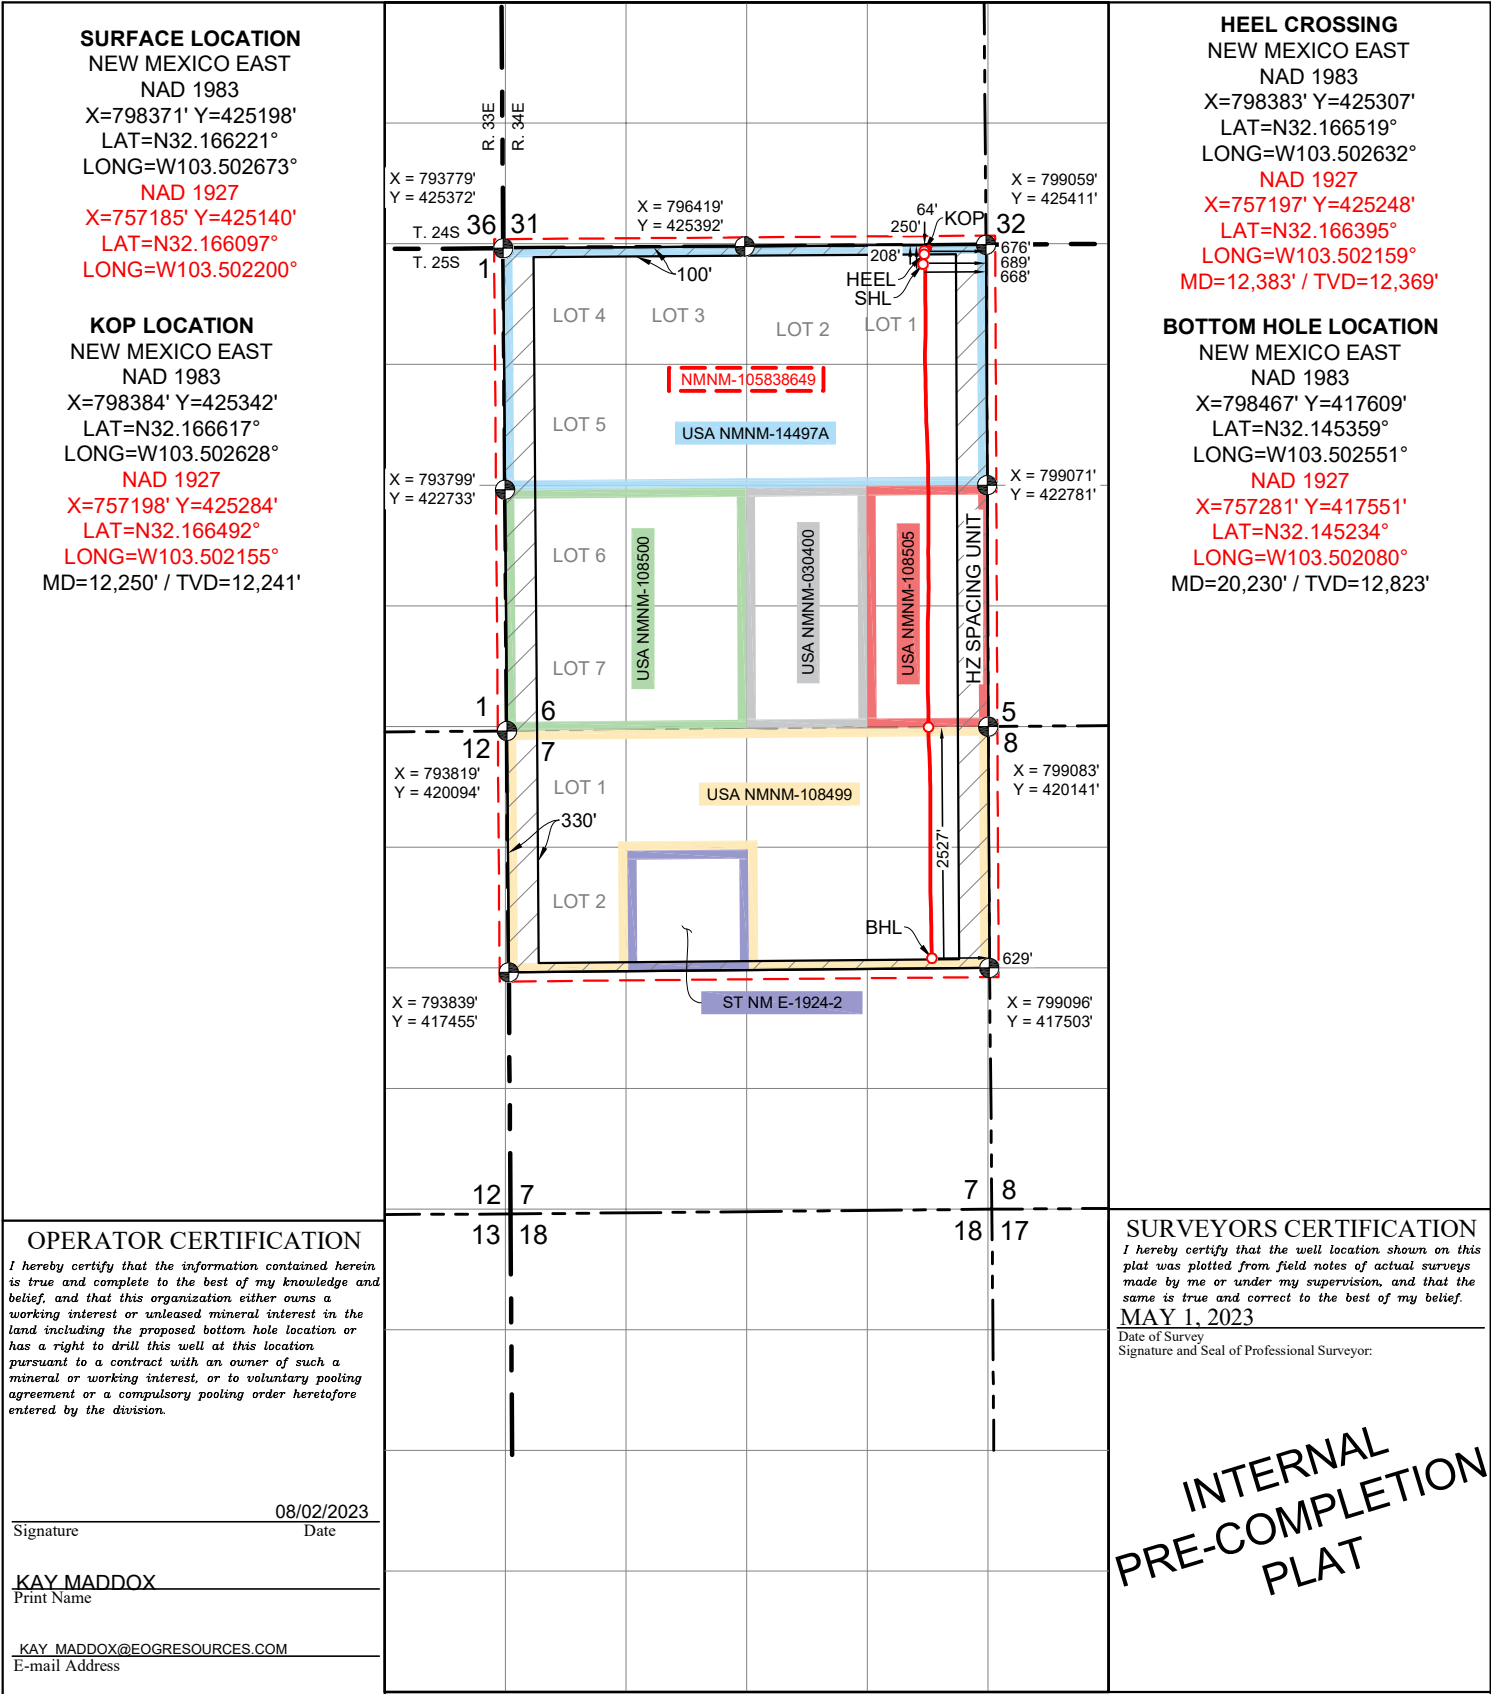 SURFACE LOCATION
NEW MEXICO EAST
NAD 1983
X=798371' Y=425198'
LAT=N32.166221°
LONG=W103.502673°
NAD 1927
X=757185' Y=425140'
LAT=N32.166097°
LONG=W103.502200°
KOP LOCATION
NEW MEXICO EAST
NAD 1983
X=798384' Y=425342'
LAT=N32.166617°
LONG=W103.502628°
NAD 1927
X=757198' Y=425284'
LAT=N32.166492°
LONG=W103.502155°
MD=12,250' / TVD=12,241'
R. 33E
R. 34E
X = 793779'
Y = 425372'
X = 796419'
Y = 425392'
X = 799059'
Y = 425411'
T. 24S
T. 25S
36
31
1
32
64'
250'
KOP
208'
676'
689'
668'
HEEL
SHL
100'
LOT 4
LOT 3
LOT 2
LOT 1
NMNM-105838649
LOT 5
USA NMNM-14497A
X = 793799'
Y = 422733'
X = 799071'
Y = 422781'
LOT 6
USA NMNM-108500
USA NMNM-030400
USA NMNM-108505
HZ SPACING UNIT
LOT 7
1
6
12
7
5
8
X = 793819'
Y = 420094'
X = 799083'
Y = 420141'
LOT 1
USA NMNM-108499
330'
2527'
LOT 2
BHL
629'
ST NM E-1924-2
X = 793839'
Y = 417455'
X = 799096'
Y = 417503'
12
7
13
18
7
8
18
17
HEEL CROSSING
NEW MEXICO EAST
NAD 1983
X=798383' Y=425307'
LAT=N32.166519°
LONG=W103.502632°
NAD 1927
X=757197' Y=425248'
LAT=N32.166395°
LONG=W103.502159°
MD=12,383' / TVD=12,369'
BOTTOM HOLE LOCATION
NEW MEXICO EAST
NAD 1983
X=798467' Y=417609'
LAT=N32.145359°
LONG=W103.502551°
NAD 1927
X=757281' Y=417551'
LAT=N32.145234°
LONG=W103.502080°
MD=20,230' / TVD=12,823'
OPERATOR CERTIFICATION
I hereby certify that the information contained herein
is true and complete to the best of my knowledge and
belief, and that this organization either owns a
working interest or unleased mineral interest in the
land including the proposed bottom hole location or
has a right to drill this well at this location
pursuant to a contract with an owner of such a
mineral or working interest, or to voluntary pooling
agreement or a compulsory pooling order heretofore
entered by the division.
08/02/2023
Signature
Date
KAY MADDOX
Print Name
KAY_MADDOX@EOGRESOURCES.COM
E-mail Address
SURVEYORS CERTIFICATION
I hereby certify that the well location shown on this
plat was plotted from field notes of actual surveys
made by me or under my supervision, and that the
same is true and correct to the best of my belief.
MAY 1, 2023
Date of Survey
Signature and Seal of Professional Surveyor:
INTERNAL
PRE-COMPLETION
PLAT